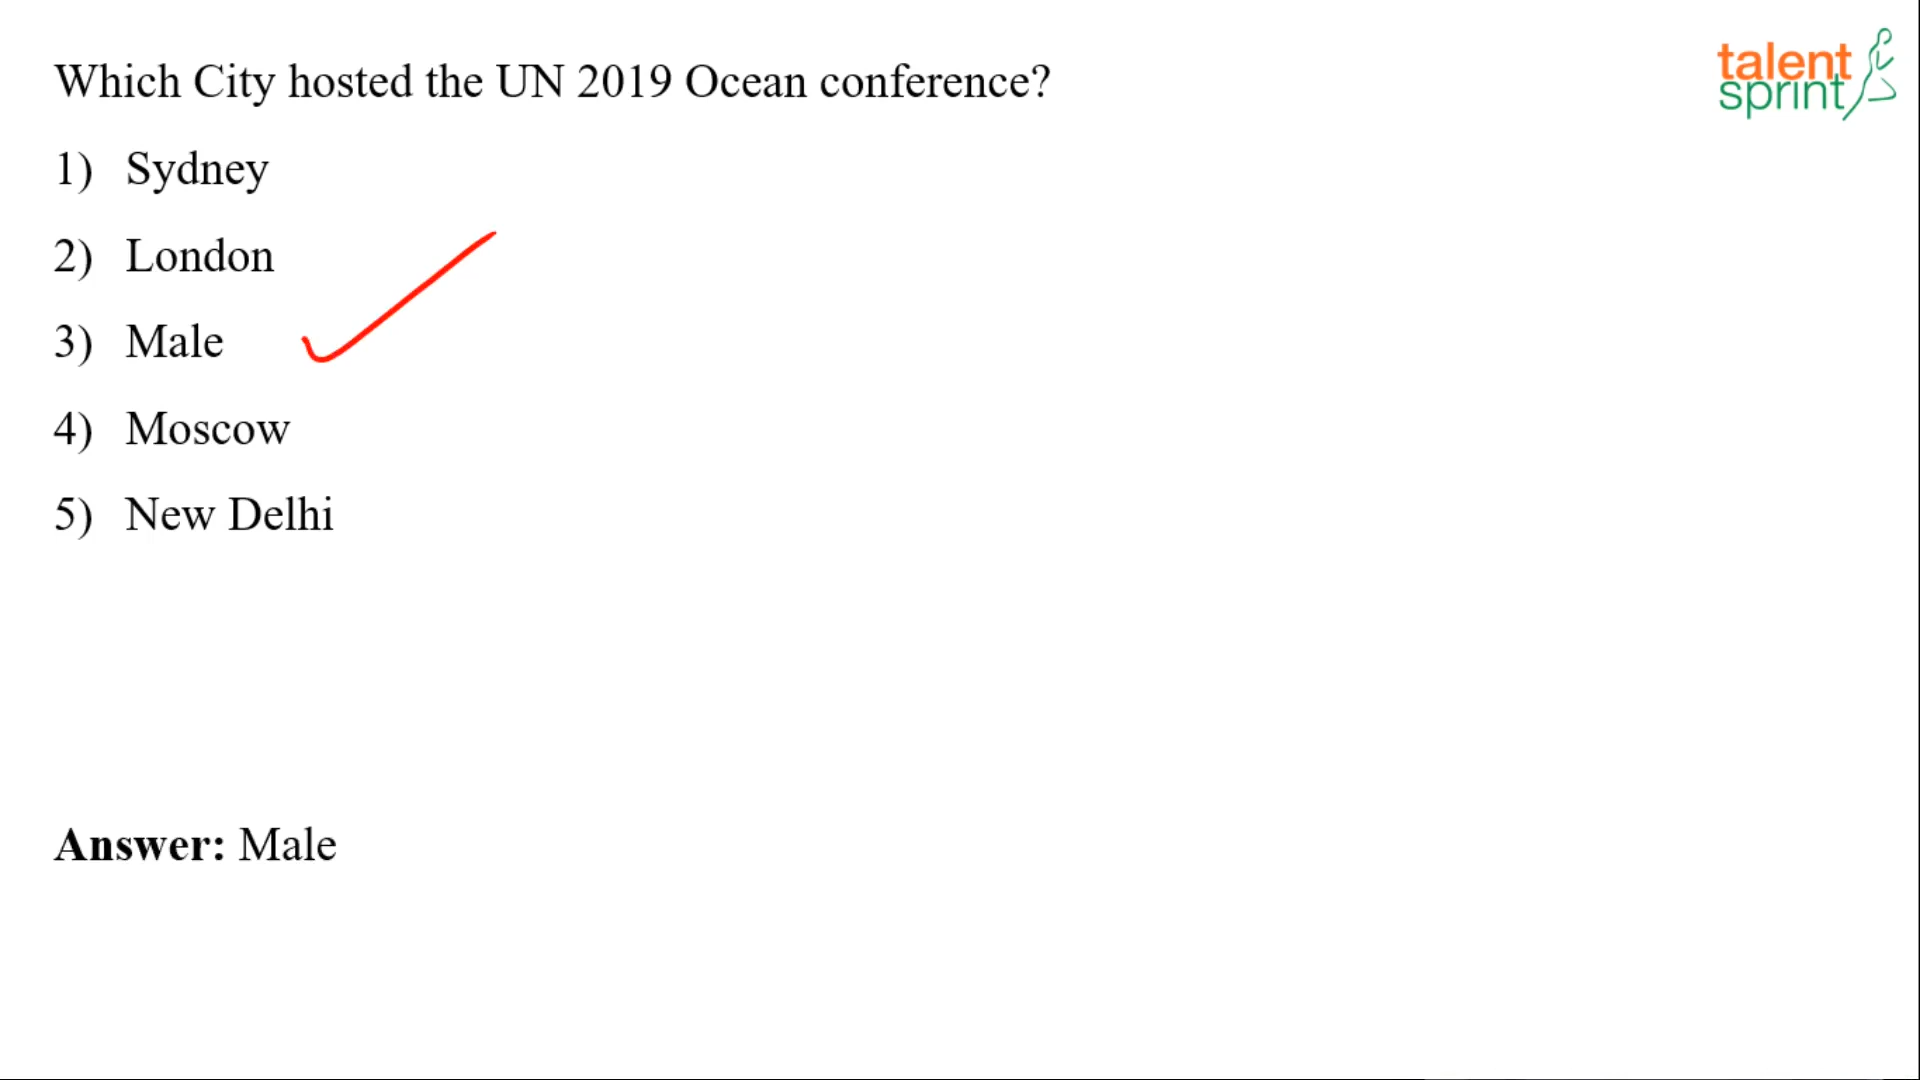 Which City hosted the UN 2019 Ocean conference?
talent
sprint
1) Sydney
2) London
3) Male
4) Moscow
5) New Delhi
Answer: Male